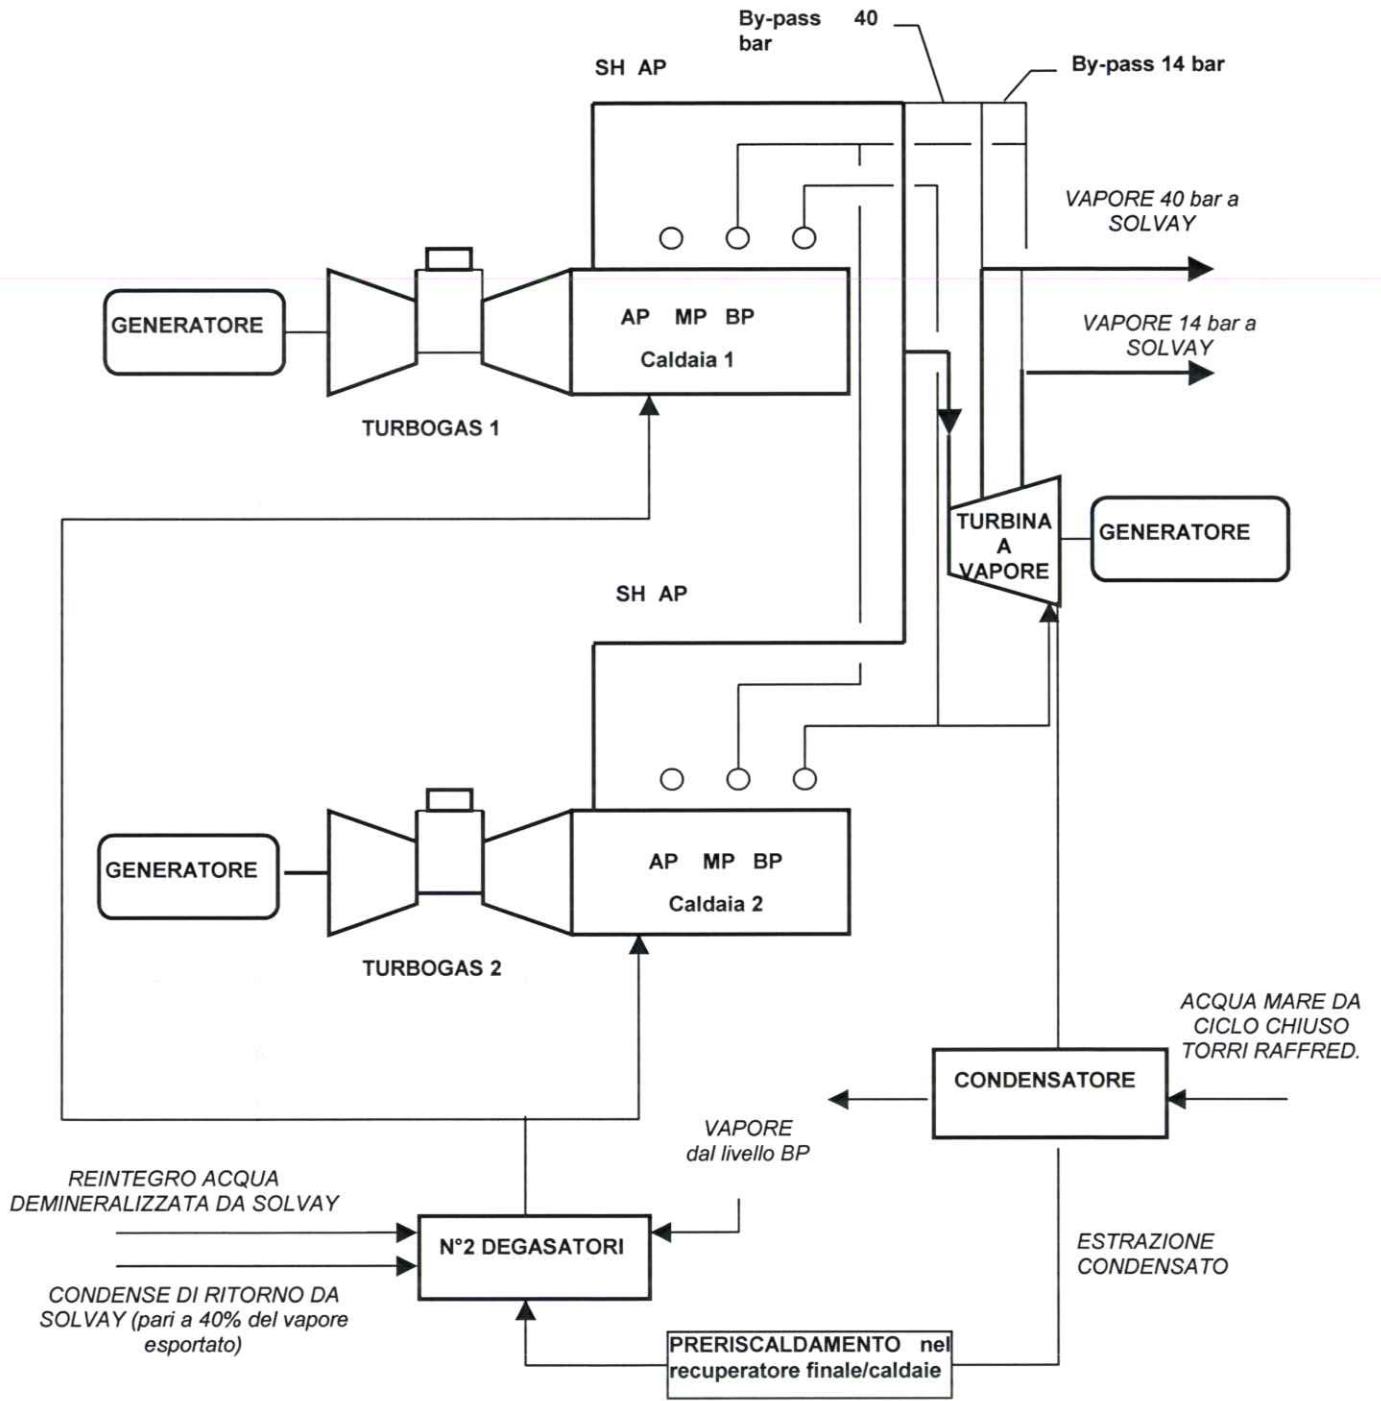 By-pass 40
bar
SH AP
By-pass 14 bar
VAPORE 40 bar a
SOLVAY
GENERATORE
AP MP BP
Caldaia 1
VAPORE 14 bar a
SOLVAY
TURBOGAS 1
TURBINA
A
VAPORE
GENERATORE
SH AP
GENERATORE
AP MP BP
Caldaia 2
TURBOGAS 2
ACQUA MARE DA
CICLO CHIUSO
TORRI RAFFRED.
CONDENSATORE
VAPORE
dal livello BP
REINTEGRO ACQUA
DEMINERALIZZATA DA SOLVAY
N°2 DEGASATORI
ESTRAZIONE
CONDENSATO
CONDENSE DI RITORNO DA
SOLVAY (pari a 40% del vapore
esportato)
PRERISCALDAMENTO nel
recuperatore finale/caldaie